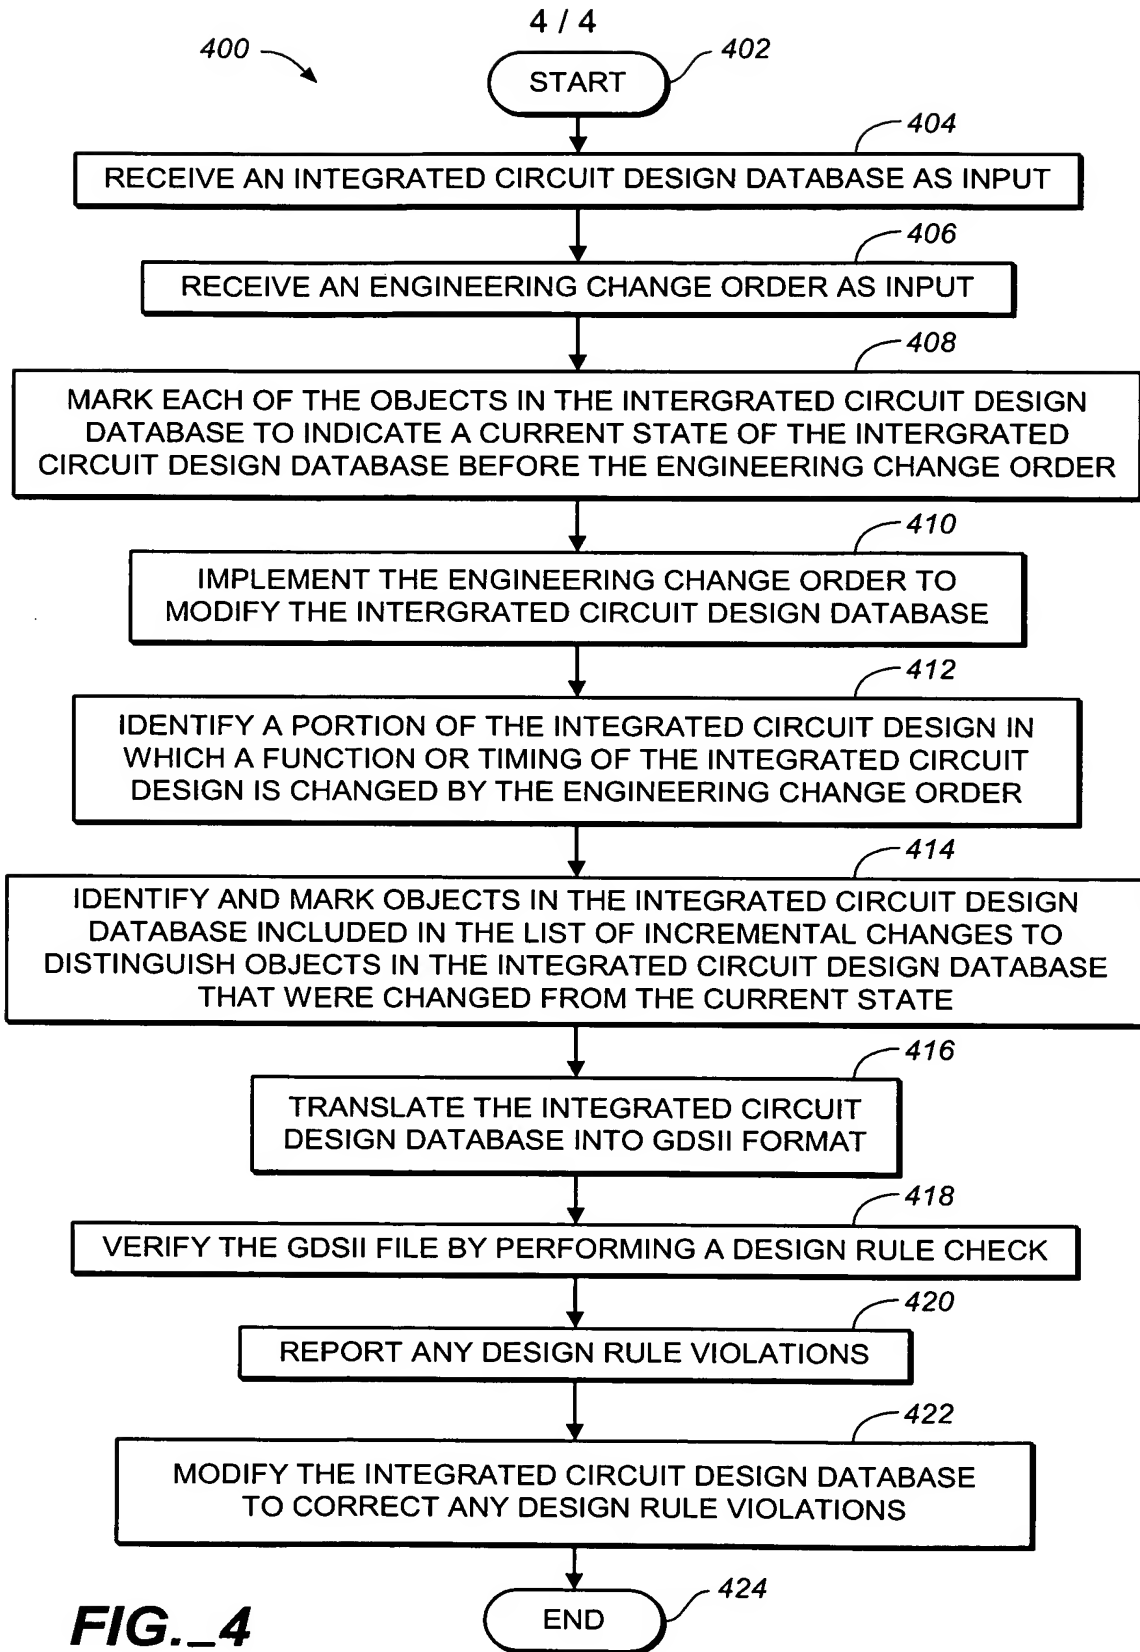 4 / 4
400
402
START
404
RECEIVE AN INTEGRATED CIRCUIT DESIGN DATABASE AS INPUT
406
RECEIVE AN ENGINEERING CHANGE ORDER AS INPUT
408
MARK EACH OF THE OBJECTS IN THE INTERGRATED CIRCUIT DESIGN
DATABASE TO INDICATE A CURRENT STATE OF THE INTERGRATED
CIRCUIT DESIGN DATABASE BEFORE THE ENGINEERING CHANGE ORDER
410
IMPLEMENT THE ENGINEERING CHANGE ORDER TO
MODIFY THE INTERGRATED CIRCUIT DESIGN DATABASE
412
IDENTIFY A PORTION OF THE INTEGRATED CIRCUIT DESIGN IN
WHICH A FUNCTION OR TIMING OF THE INTEGRATED CIRCUIT
DESIGN IS CHANGED BY THE ENGINEERING CHANGE ORDER
414
IDENTIFY AND MARK OBJECTS IN THE INTEGRATED CIRCUIT DESIGN
DATABASE INCLUDED IN THE LIST OF INCREMENTAL CHANGES TO
DISTINGUISH OBJECTS IN THE INTEGRATED CIRCUIT DESIGN DATABASE
THAT WERE CHANGED FROM THE CURRENT STATE
416
TRANSLATE THE INTEGRATED CIRCUIT
DESIGN DATABASE INTO GDSII FORMAT
418
VERIFY THE GDSII FILE BY PERFORMING A DESIGN RULE CHECK
420
REPORT ANY DESIGN RULE VIOLATIONS
422
MODIFY THE INTEGRATED CIRCUIT DESIGN DATABASE
TO CORRECT ANY DESIGN RULE VIOLATIONS
424
END
FIG._4